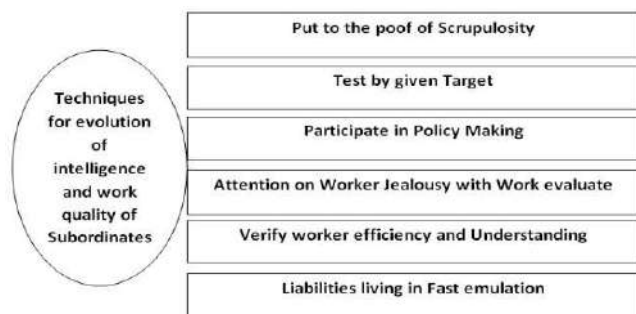 Techniques
for evolution
of
intelligence
and work
quality of
Subordinates
Put to the poof of Scrupulosity
Test by given Target
Participate in Policy Making
Attention on Worker Jealousy with Work evaluate
Verify worker efficiency and Understanding
Liabilities living in Fast emulation